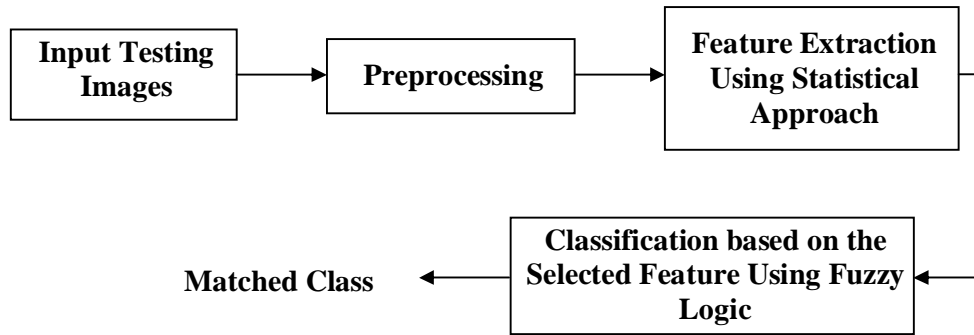 Input Testing
Images
Preprocessing
Feature Extraction
Using Statistical
Approach
Classification based on the
Selected Feature Using Fuzzy
Logic
Matched Class